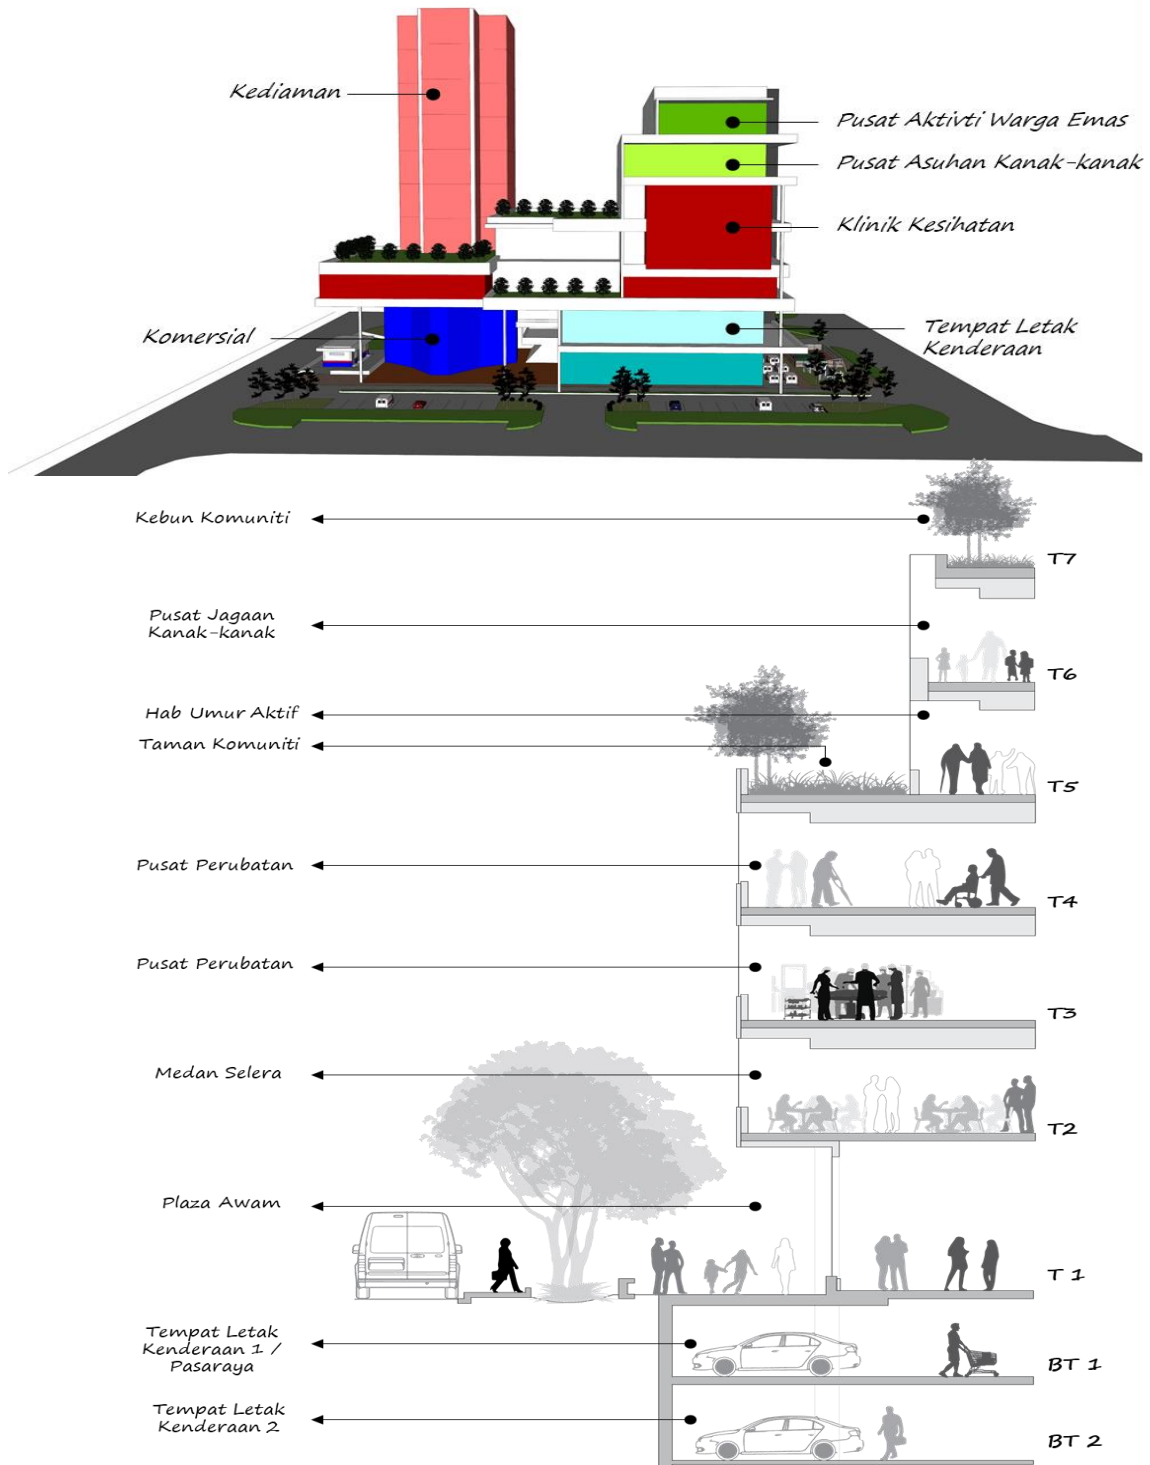 Kediaman
Pusat Aktivti Warga Emas
Pusat Asuhan Kanak-kanak
Klinik Kesihatan
Komersial
Tempat Letak
Kenderaan
Kebun Komuniti
T7
Pusat Jagaan
Kanak-kanak
T6
Hab Umur Aktif
Taman Komuniti
T5
Pusat Perubatan
T4
Pusat Perubatan
T3
Medan Selera
T2
Plaza Awam
T 1
Tempat Letak
Kenderaan 1 /
Pasaraya
BT 1
Tempat Letak
Kenderaan 2
BT 2